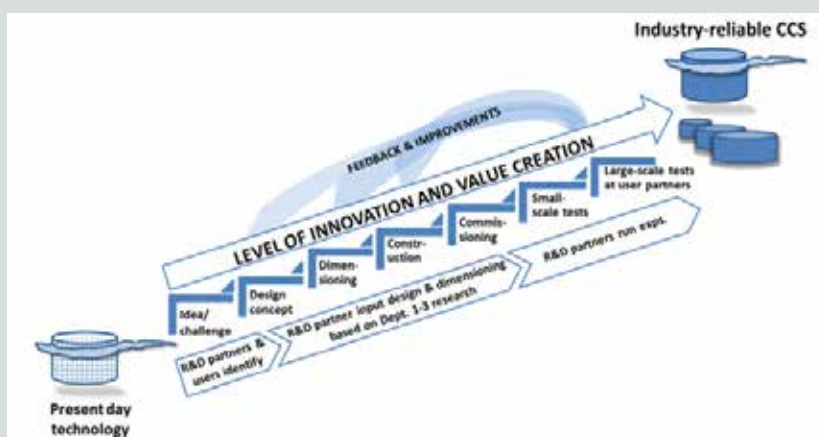 Industry-reliable CCS
FEEDBACK & IMPROVEMENTS
LEVEL OF INNOVATION AND VALUE CREATION
Idea/
challenge
Design
concept
Dimen-
sioning
Constr-
uction
Commis-
sioning
Small-
scale tests
Large-scale tests
at user partners
R&D partners &
users identify
R&D partner input design & dimensioning
based on Dept. 1-3 research
R&D partners run exps.
Present day
technology